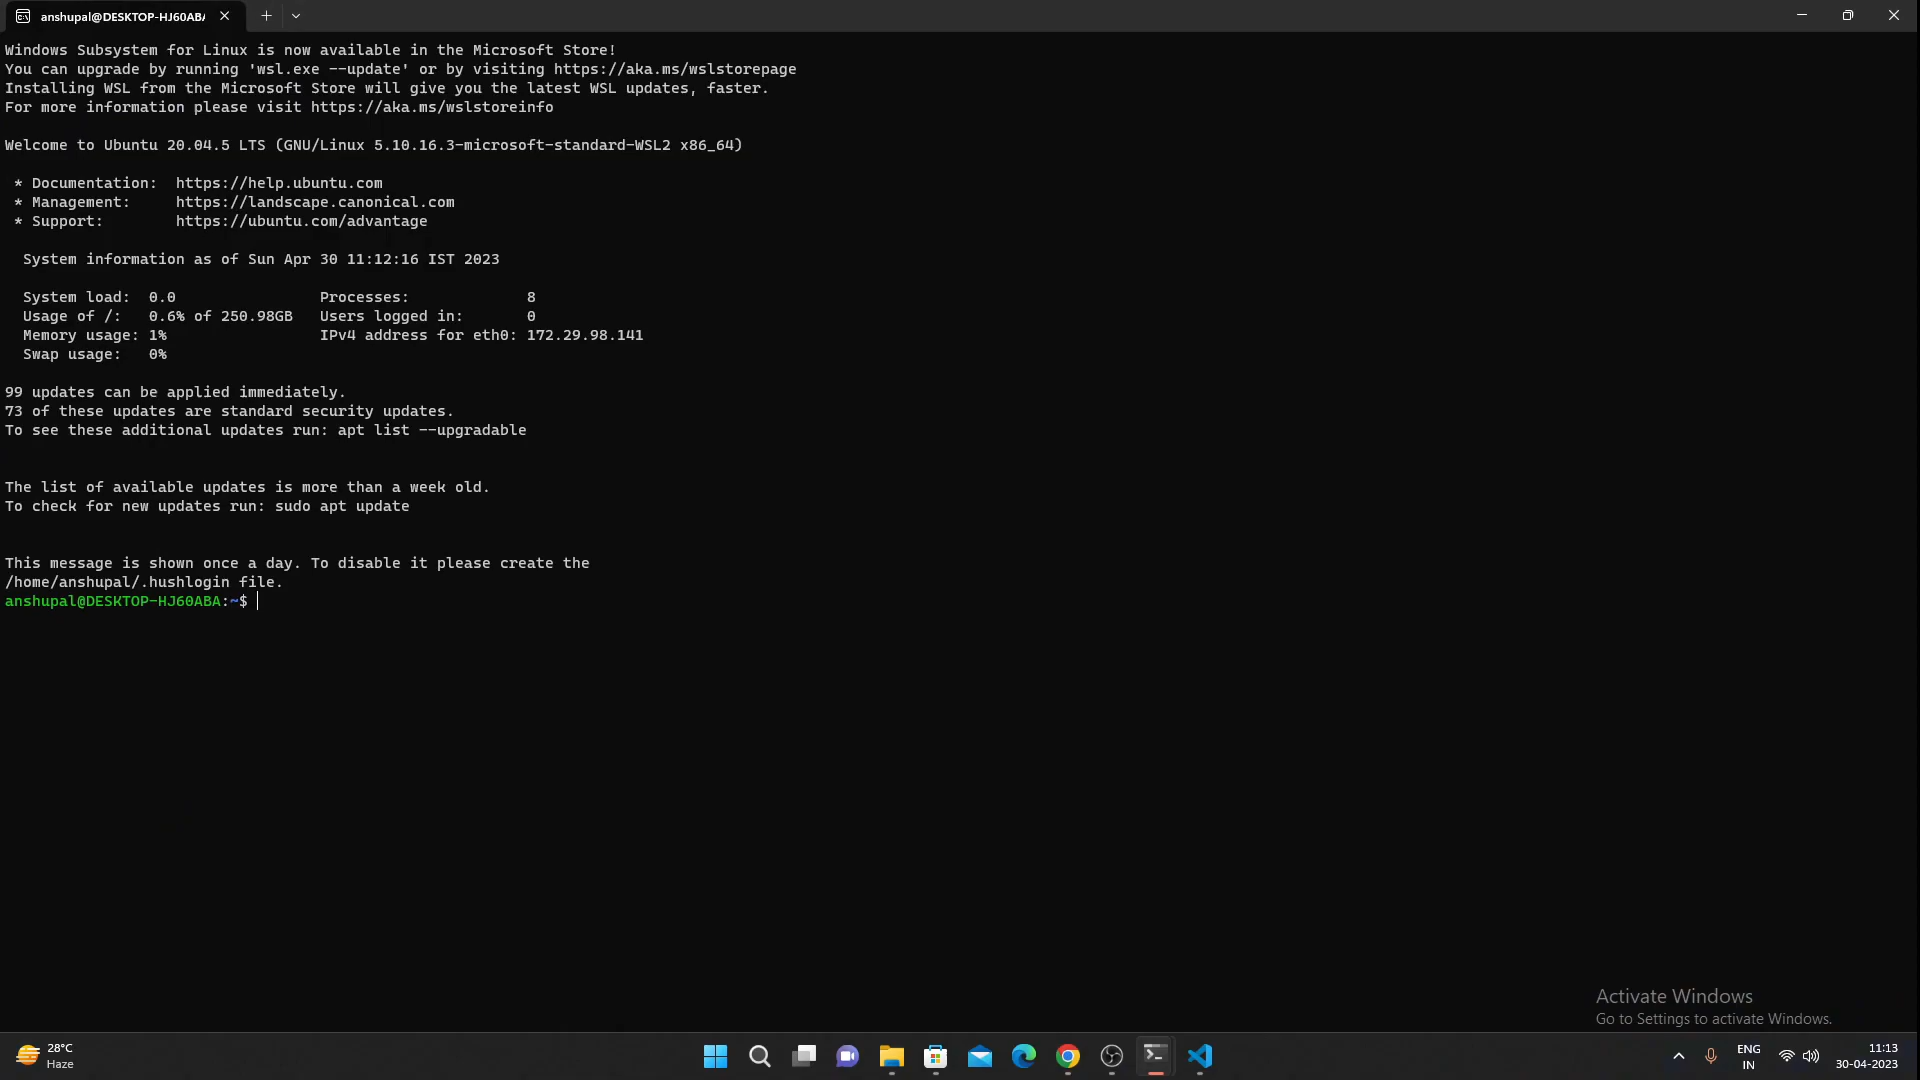 anshupal@DESKTOP-HJ60ABA
Windows Subsystem for Linux is now available in the Microsoft Store!
You can upgrade by running 'wsl.exe --update' or by visiting https://aka.ms/wslstorepage
Installing WSL from the Microsoft Store will give you the latest WSL updates, faster.
For more information please visit https://aka.ms/wslstoreinfo
Welcome to Ubuntu 20.04.5 LTS (GNU/Linux 5.10.16.3-microsoft-standard-WSL2 x86_64)
* Documentation:  https://help.ubuntu.com
* Management:     https://landscape.canonical.com
* Support:        https://ubuntu.com/advantage
System information as of Sun Apr 30 11:12:16 IST 2023
System load:  0.0                Processes:             8
Usage of /:   0.6% of 250.98GB   Users logged in:       0
Memory usage: 1%                 IPv4 address for eth0: 172.29.98.141
Swap usage:   0%
99 updates can be applied immediately.
73 of these updates are standard security updates.
To see these additional updates run: apt list --upgradable
The list of available updates is more than a week old.
To check for new updates run: sudo apt update
This message is shown once a day. To disable it please create the
/home/anshupal/.hushlogin file.
anshupal@DESKTOP-HJ60ABA:~$
Activate Windows
Go to Settings to activate Windows.
28°C
Haze
ENG
IN
11:13
30-04-2023